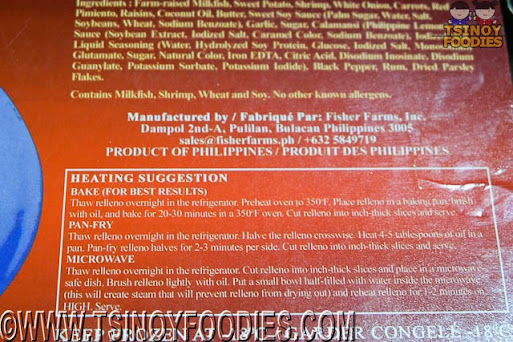 TSINOY
FOODIES
Ingredients : Farm-raised Milkfish, Sweet Potato, Shrimp, White Onion, Carrots, Red
Pimiento, Raisin, Coconut Oil, Butter, Sweet Soy Sauce (Palm Sugar, Water, Salt,
Soybeans, Wheat, Sodium Benzoate), Garlic, Sugar, Calamansi (Philippine Lemon
Sauce (Soybean Extract, Iodized Salt, Caramel Color, Sodium Benzoate), Iodized
Liquid Seasoning (Water, Hydrolyzed Soy Protein, Glucose, Iodized Salt,
Glutamate, Sugar, Natural Color, Iron EDTA, Citric Acid, Disodium Inosinate, Disodium
Guanylate, Potassium Sorbate, Potassium Iodide), Black Pepper, Rum, Dried Parsley
Flakes.
Contains Milkfish, Shrimp, Wheat and Soy. No other known allergens.
Manufactured by / Fabriqué Par: Fisher Farms, Inc.
Dampol 2nd-A, Pulilan, Bulacan Philippines 3005
sales@fisherfarms.ph / +632 5849719
PRODUCT OF PHILIPPINES / PRODUIT DES PHILIPPINES
HEATING SUGGESTION
BAKE (FOR BEST RESULTS)
Thaw relleno overnight in the refrigerator. Preheat oven to 350°F. Place relleno in a baking pan, brush
with oil, and bake for 20-30 minutes in a 350°F oven. Cut relleno into inch-thick slices and serve.
PAN-FRY
Thaw relleno overnight in the refrigerator. Halve the relleno crosswise. Heat 4-5 tablespoons of oil in a
pan. Pan-fry relleno halves for 2-3 minutes per side. Cut relleno into inch-thick slices and serve.
MICROWAVE
Thaw relleno overnight in the refrigerator. Cut relleno into inch-thick slices and place in a microwave-
safe dish. Brush relleno lightly with oil. Put a small bowl half-filled with water inside the microwave
(this will create steam that will prevent relleno from drying out) and reheat relleno for 1-2 minutes on
HIGH. Serve.
©WWW.TSINOYFOODIES.COM
KEEP FROZEN AT -18°C / GARDER CONGELÉ -18°C